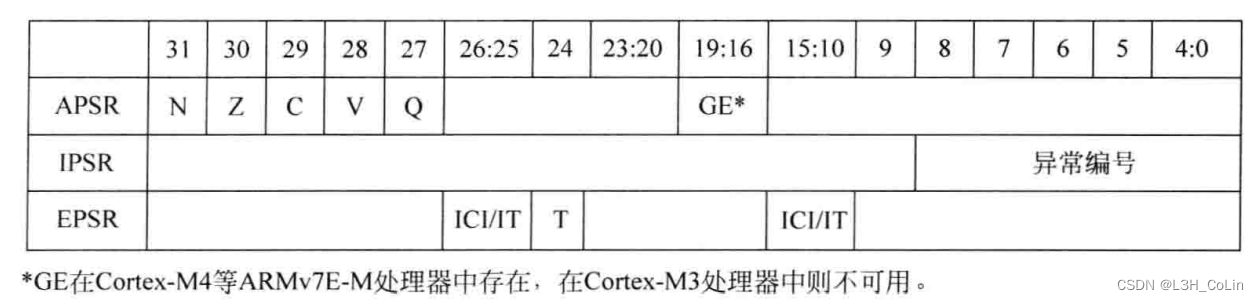 31 30 29 28 27 26:25 24 23:20 19:16 15:10 9 8 7 6 5 4:0
APSR N Z C V Q GE*
IPSR 异常编号
EPSR ICI/IT T ICI/IT
*GE在Cortex-M4等ARMv7E-M处理器中存在，在Cortex-M3处理器中则不可用。
CSDN @L3H_CoLin